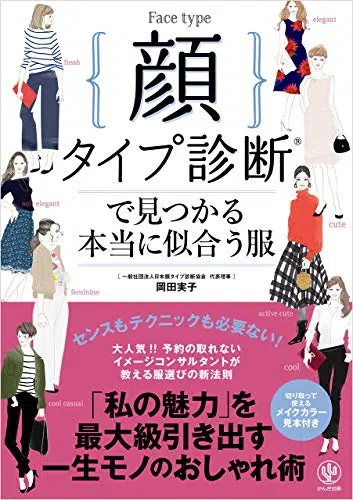 Face type
elegant
fresh
{顔}
タイプ診断®
で見つかる
本当に似合う服
cute
soft elegant
[一般社団法人日本顔タイプ診断協会 代表理事]
岡田実子
feminine
active cute
センスもテクニックも必要ない!
大人気!!予約の取れない
イメージコンサルタントが
教える服選びの新法則
cool
cool casual
切り取って
使える
メイクカラー
見本付き
「私の魅力」を
最大級引き出す
一生モノのおしゃれ術
かんき出版